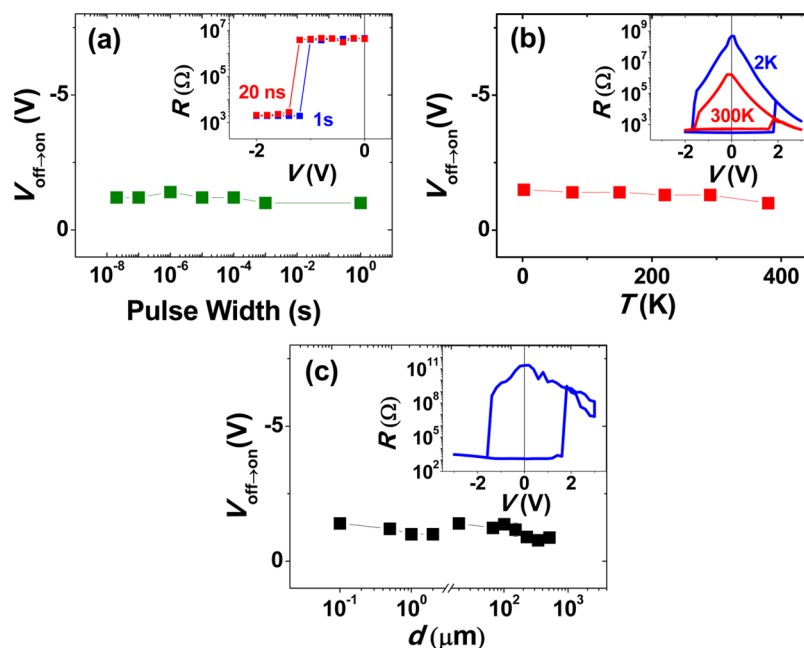 (a)
V_off→on (V)
-5
0
10^-8 10^-6 10^-4 10^-2 10^0
Pulse Width (s)
R (Ω)
10^7
10^5
10^3
20 ns
1s
-2 0
V (V)
(b)
V_off→on (V)
-5
0
0 200 400
T (K)
R (Ω)
10^9
10^7
10^5
10^3
2K
300K
-2 0 2
V (V)
(c)
V_off→on (V)
-5
0
10^-1 10^0 10^2 10^3
d (μm)
R (Ω)
10^11
10^8
10^5
10^2
-2 0 2
V (V)